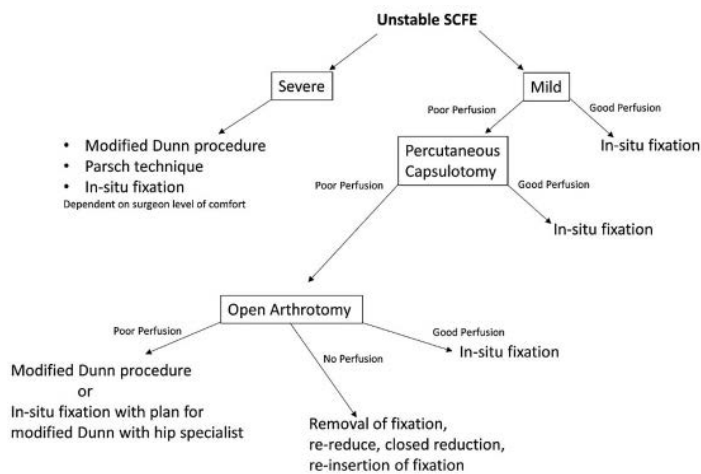 Unstable SCFE
Severe
Mild
Poor Perfusion
Good Perfusion
• Modified Dunn procedure
• Parsch technique
• In-situ fixation
Dependent on surgeon level of comfort
Percutaneous
Capsulotomy
In-situ fixation
Poor Perfusion
Good Perfusion
In-situ fixation
Open Arthrotomy
Poor Perfusion
Good Perfusion
In-situ fixation
No Perfusion
Modified Dunn procedure
or
In-situ fixation with plan for
modified Dunn with hip specialist
Removal of fixation,
re-reduce, closed reduction,
re-insertion of fixation